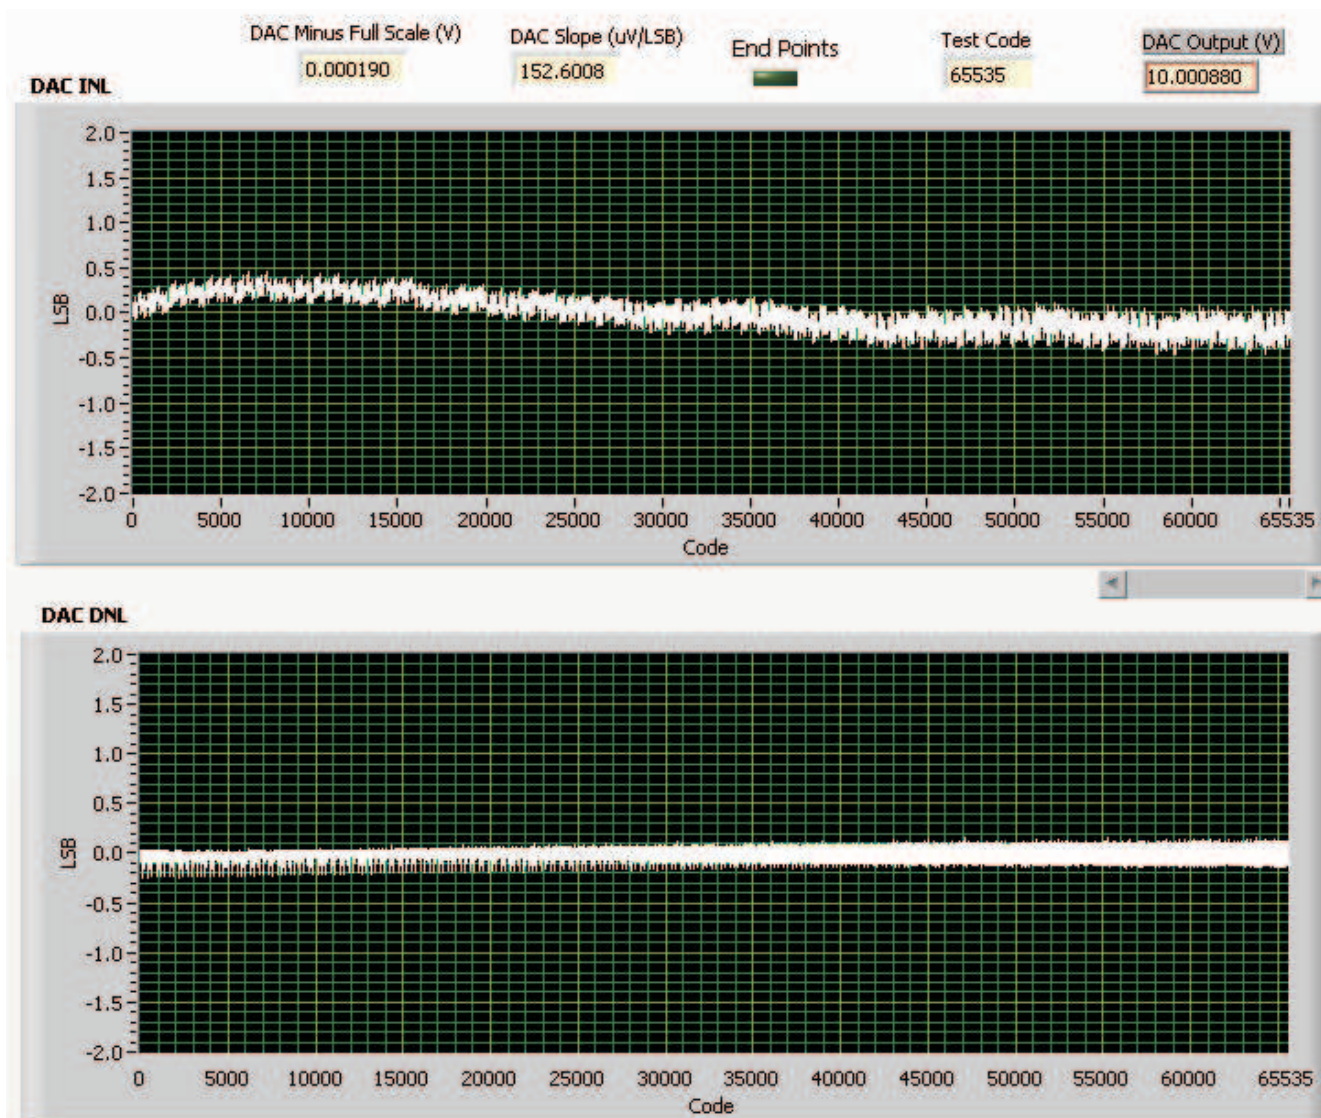 DAC Minus Full Scale (V) DAC Slope (uV/LSB) End Points Test Code DAC Output (V)
0.000190 152.6008 65535 10.000880
DAC INL
2.0
1.5
1.0
0.5
0.0
-0.5
-1.0
-1.5
-2.0
LSB
0 5000 10000 15000 20000 25000 30000 35000 40000 45000 50000 55000 60000 65535
Code
DAC DNL
2.0
1.5
1.0
0.5
0.0
-0.5
-1.0
-1.5
-2.0
LSB
0 5000 10000 15000 20000 25000 30000 35000 40000 45000 50000 55000 60000 65535
Code